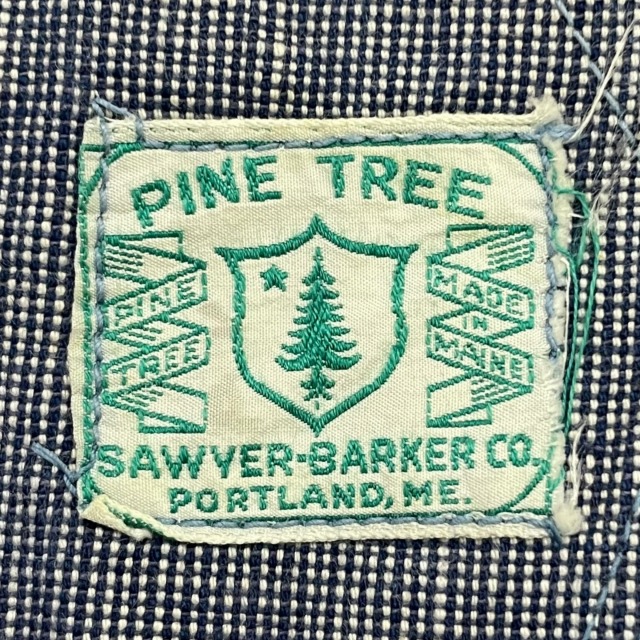 PINE TREE
PINE
TREE
MADE
IN
MAINE
SAWYER-BARKER CO.
PORTLAND, ME.